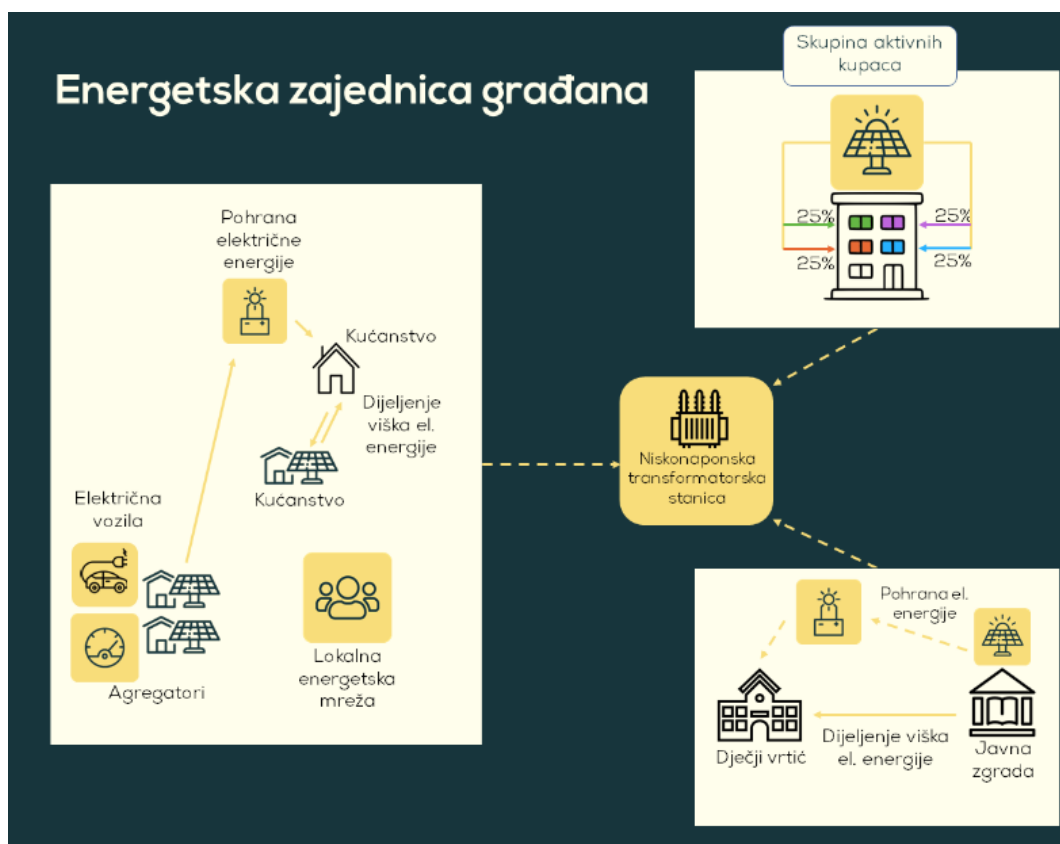 Energetska zajednica građana
Skupina aktivnih
kupaca
25%
25%
25%
25%
Pohrana
električne
energije
Kućanstvo
Dijeljenje
viška el.
energije
Kućanstvo
Električna
vozila
Agregatori
Lokalna
energetska
mreža
Niskonaponska
transformatorska
stanica
Pohrana el.
energije
Dječji vrtić
Dijeljenje viška
el. energije
Javna
zgrada